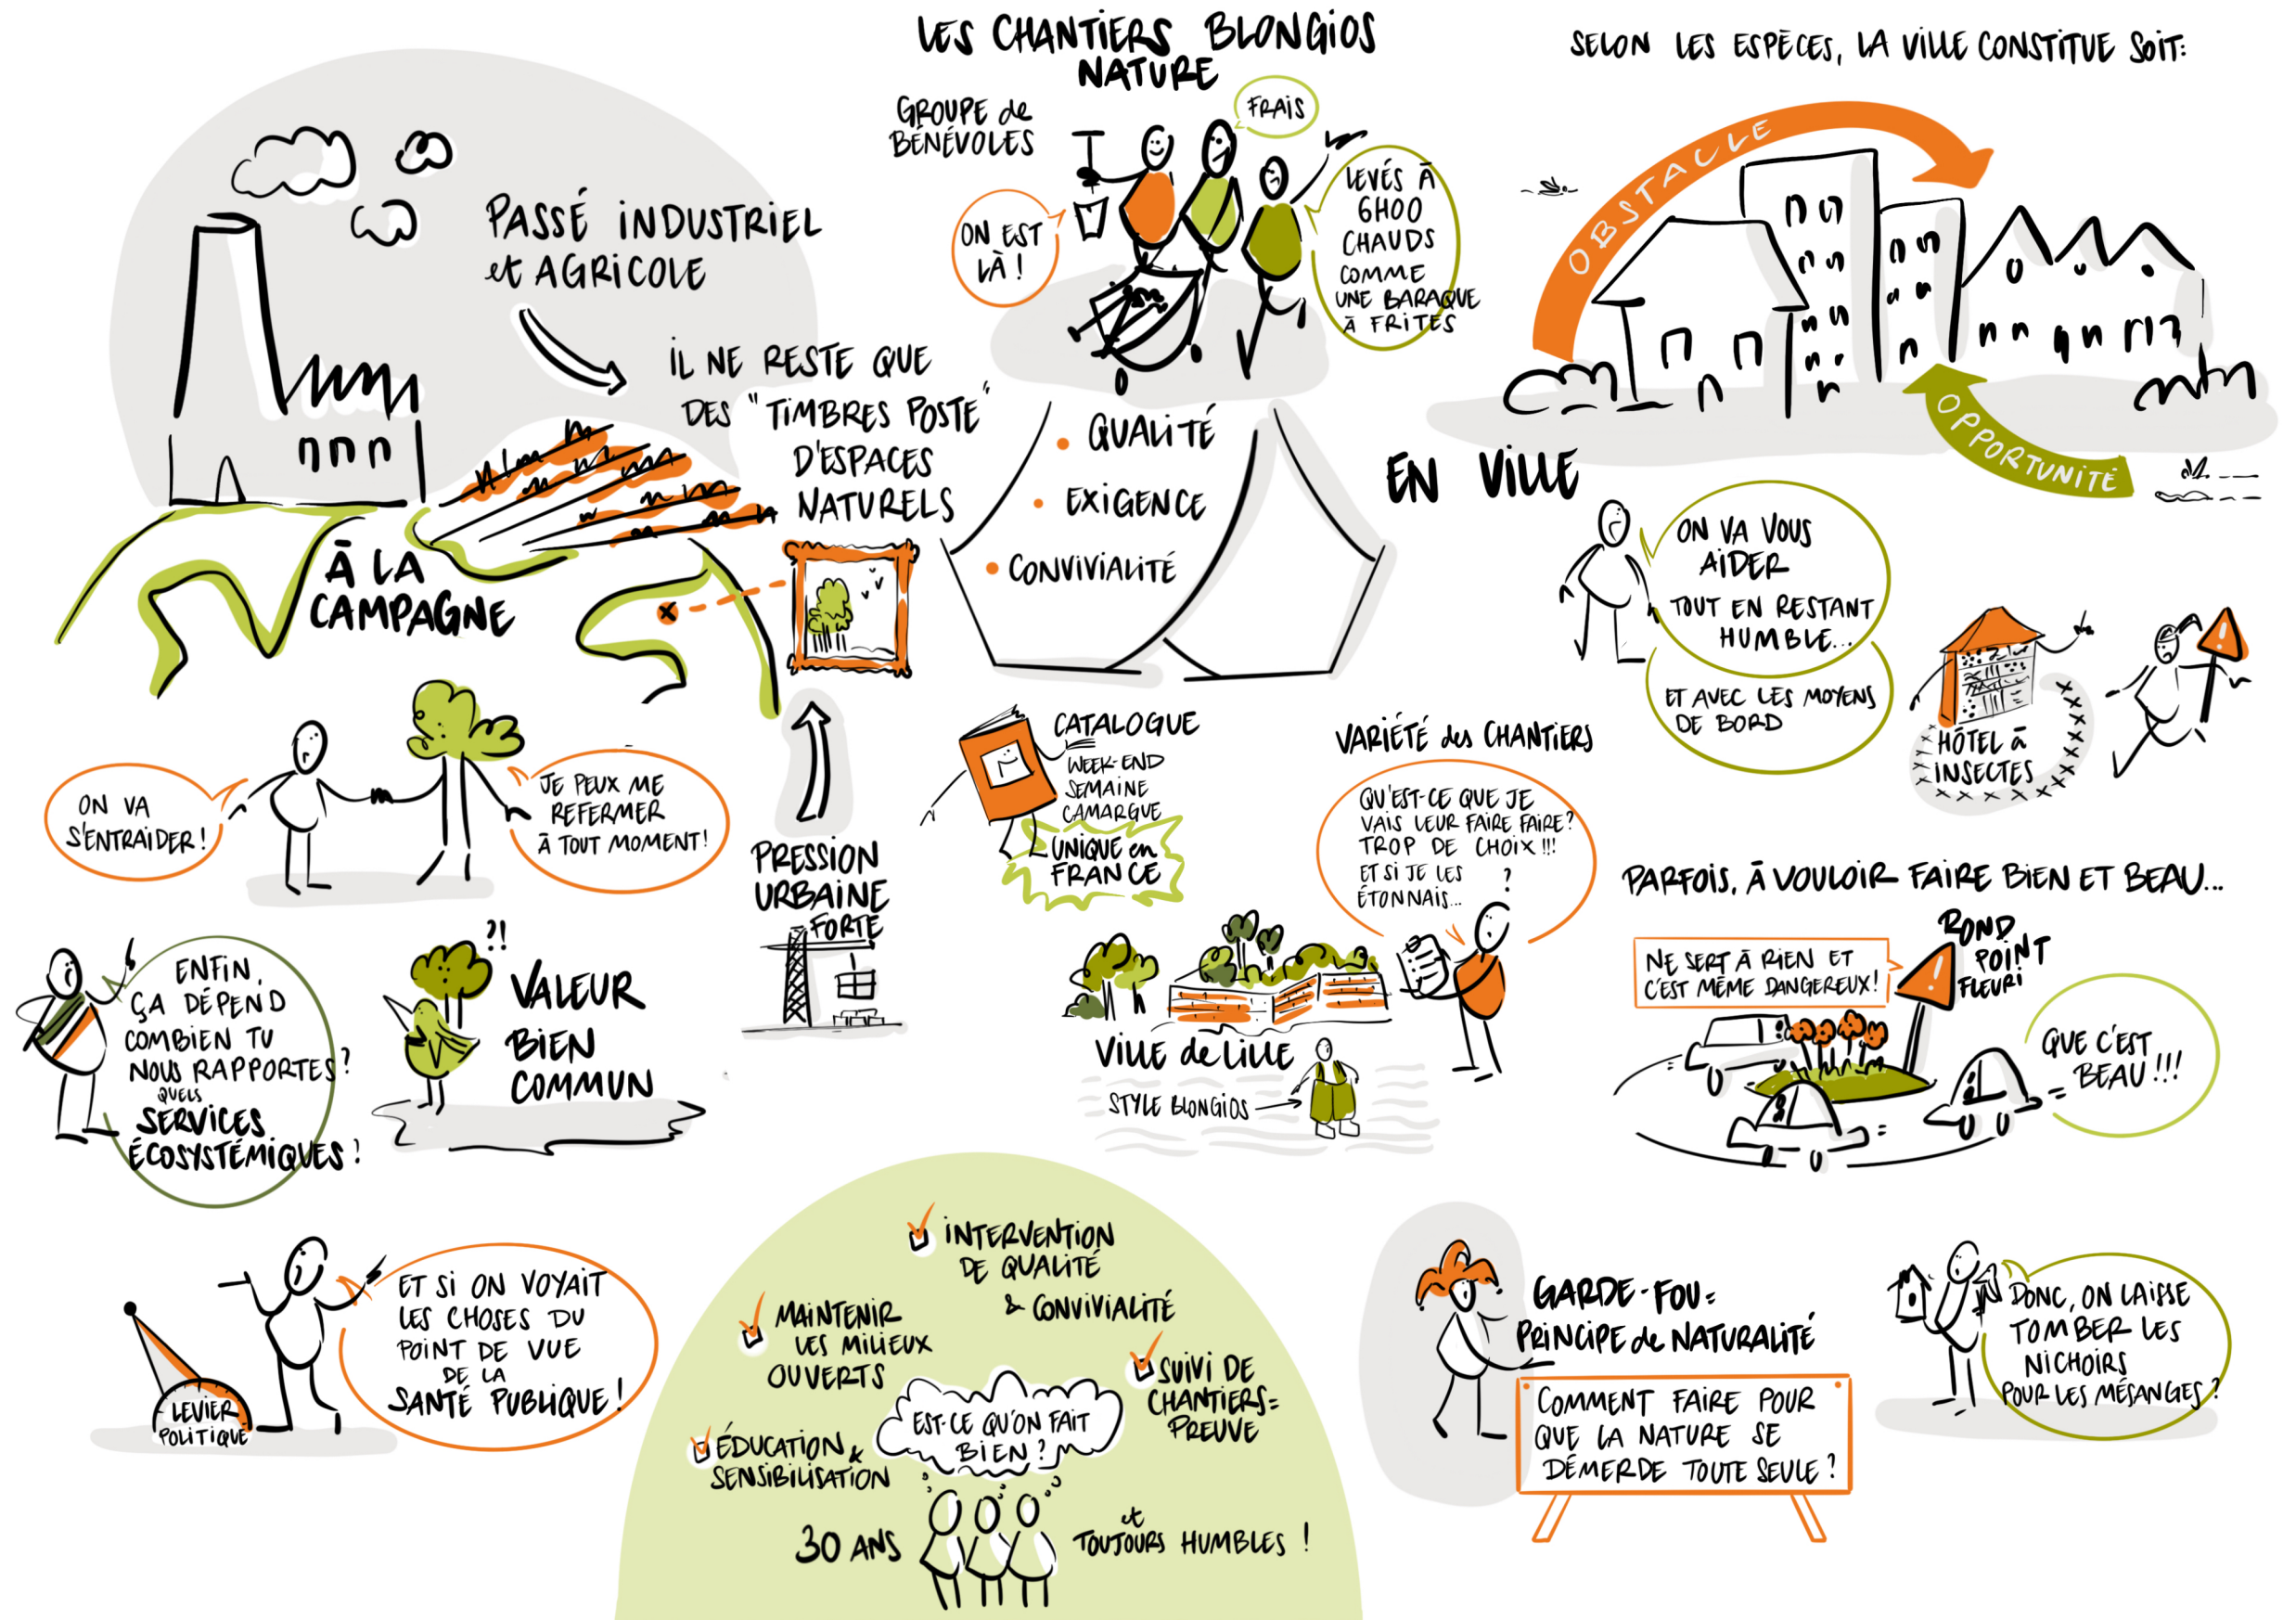 LES CHANTIERS BLONGIOS
NATURE
GROUPE de
BÉNÉVOLES
FRAIS
ON EST
LÀ !
LEVÉS À
6H00
CHAUDS
COMME
UNE BARAQUE
À FRITES
• QUALITÉ
• EXIGENCE
• CONVIVIALITÉ
PASSÉ INDUSTRIEL
et AGRICOLE
IL NE RESTE QUE
DES "TIMBRES POSTE"
D'ESPACES
NATURELS
À LA
CAMPAGNE
ON VA
S'ENTRAIDER !
JE PEUX ME
REFERMER
À TOUT MOMENT !
PRESSION
URBAINE
FORTE
ENFIN,
ÇA DÉPEND
COMBIEN TU
NOUS RAPPORTES ?
QUELS
SERVICES
ÉCOSYSTÉMIQUES ?
?!
VALEUR
BIEN
COMMUN
ET SI ON VOYAIT
LES CHOSES DU
POINT DE VUE
DE LA
SANTÉ PUBLIQUE !
LEVIER
POLITIQUE
CATALOGUE
WEEK-END
SEMAINE
CAMARGUE
UNIQUE en
FRANCE
VARIÉTÉ des CHANTIERS
QU'EST-CE QUE JE
VAIS LEUR FAIRE FAIRE ?
TROP DE CHOIX !!!
ET SI JE LES
ÉTONNAIS...
?
VILLE de LILLE
STYLE BLONGIOS
INTERVENTION
DE QUALITÉ
& CONVIVIALITÉ
MAINTENIR
LES MILIEUX
OUVERTS
SUIVI DE
CHANTIERS =
PREUVE
ÉDUCATION &
SENSIBILISATION
EST-CE QU'ON FAIT
BIEN ?
30 ANS
et
TOUJOURS HUMBLES !
SELON LES ESPÈCES, LA VILLE CONSTITUE SOIT :
OBSTACLE
OPPORTUNITÉ
EN VILLE
ON VA VOUS
AIDER
TOUT EN RESTANT
HUMBLE...
ET AVEC LES MOYENS
DE BORD
!
HÔTEL à
INSECTES
PARFOIS, À VOULOIR FAIRE BIEN ET BEAU...
NE SERT À RIEN ET
C'EST MÊME DANGEREUX !
!
ROND
POINT
FLEURI
QUE C'EST
BEAU !!!
GARDE-FOU =
PRINCIPE de NATURALITÉ
COMMENT FAIRE POUR
QUE LA NATURE SE
DÉMERDE TOUTE SEULE ?
DONC, ON LAISSE
TOMBER LES
NICHOIRS
POUR LES MÉSANGES ?